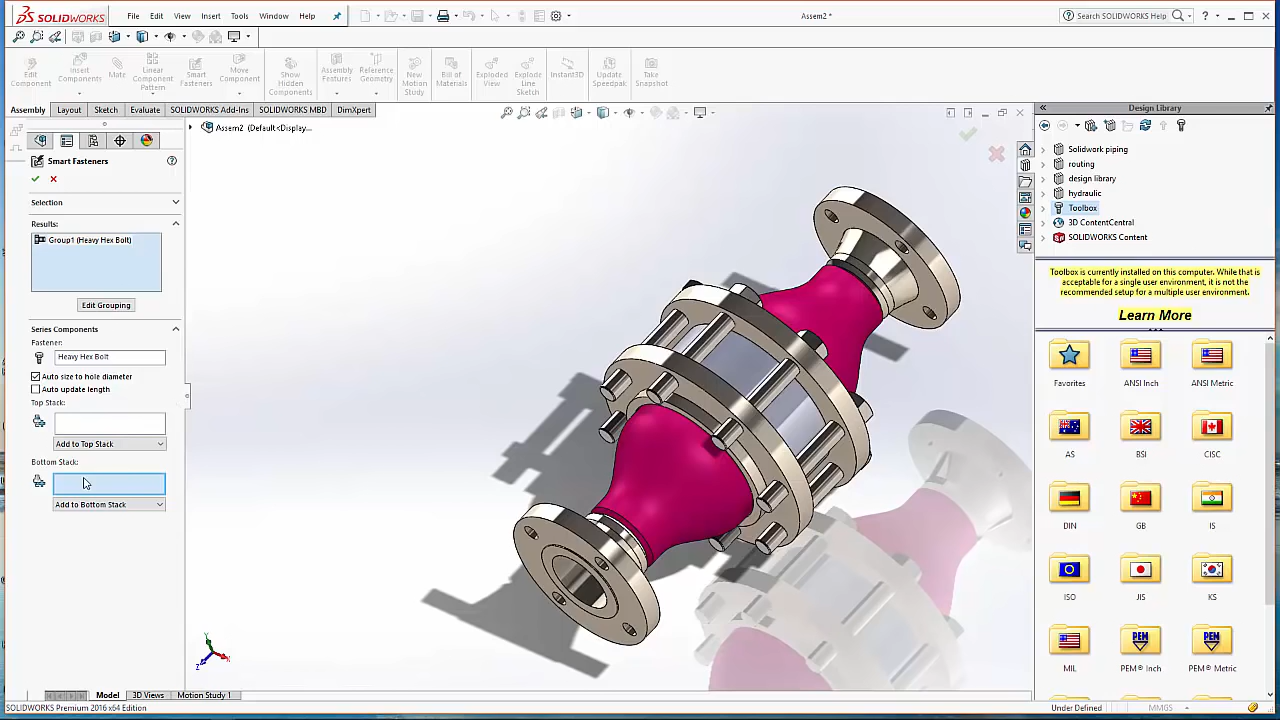 SOLIDWORKS
File Edit View Insert Tools Window Help
Assem2 *
Search SOLIDWORKS Help
Edit Component
Insert Components
Mate
Linear Component Pattern
Smart Fasteners
Move Component
Show Hidden Components
Assembly Features
Reference Geometry
New Motion Study
Bill of Materials
Exploded View
Explode Line Sketch
Instant3D
Update Speedpak
Take Snapshot
Assembly Layout Sketch Evaluate SOLIDWORKS Add-Ins SOLIDWORKS MBD DimXpert
Assem2 (Default<Display...
Smart Fasteners
Selection
Results:
Group1 (Heavy Hex Bolt)
Edit Grouping
Series Components
Fastener:
Heavy Hex Bolt
Auto size to hole diameter
Auto update length
Top Stack:
Add to Top Stack
Bottom Stack:
Add to Bottom Stack
Y
X
Z
Design Library
Solidwork piping
routing
design library
hydraulic
Toolbox
3D ContentCentral
SOLIDWORKS Content
Toolbox is currently installed on this computer. While that is
acceptable for a single user environment, it is not the
recommended setup for a multiple user environment.
Learn More
Favorites ANSI Inch ANSI Metric
AS BSI CISC
DIN GB IS
ISO JIS KS
PEM PEM
MIL PEM® Inch PEM® Metric
Model 3D Views Motion Study 1
SOLIDWORKS Premium 2016 x64 Edition
Under Defined MMGS